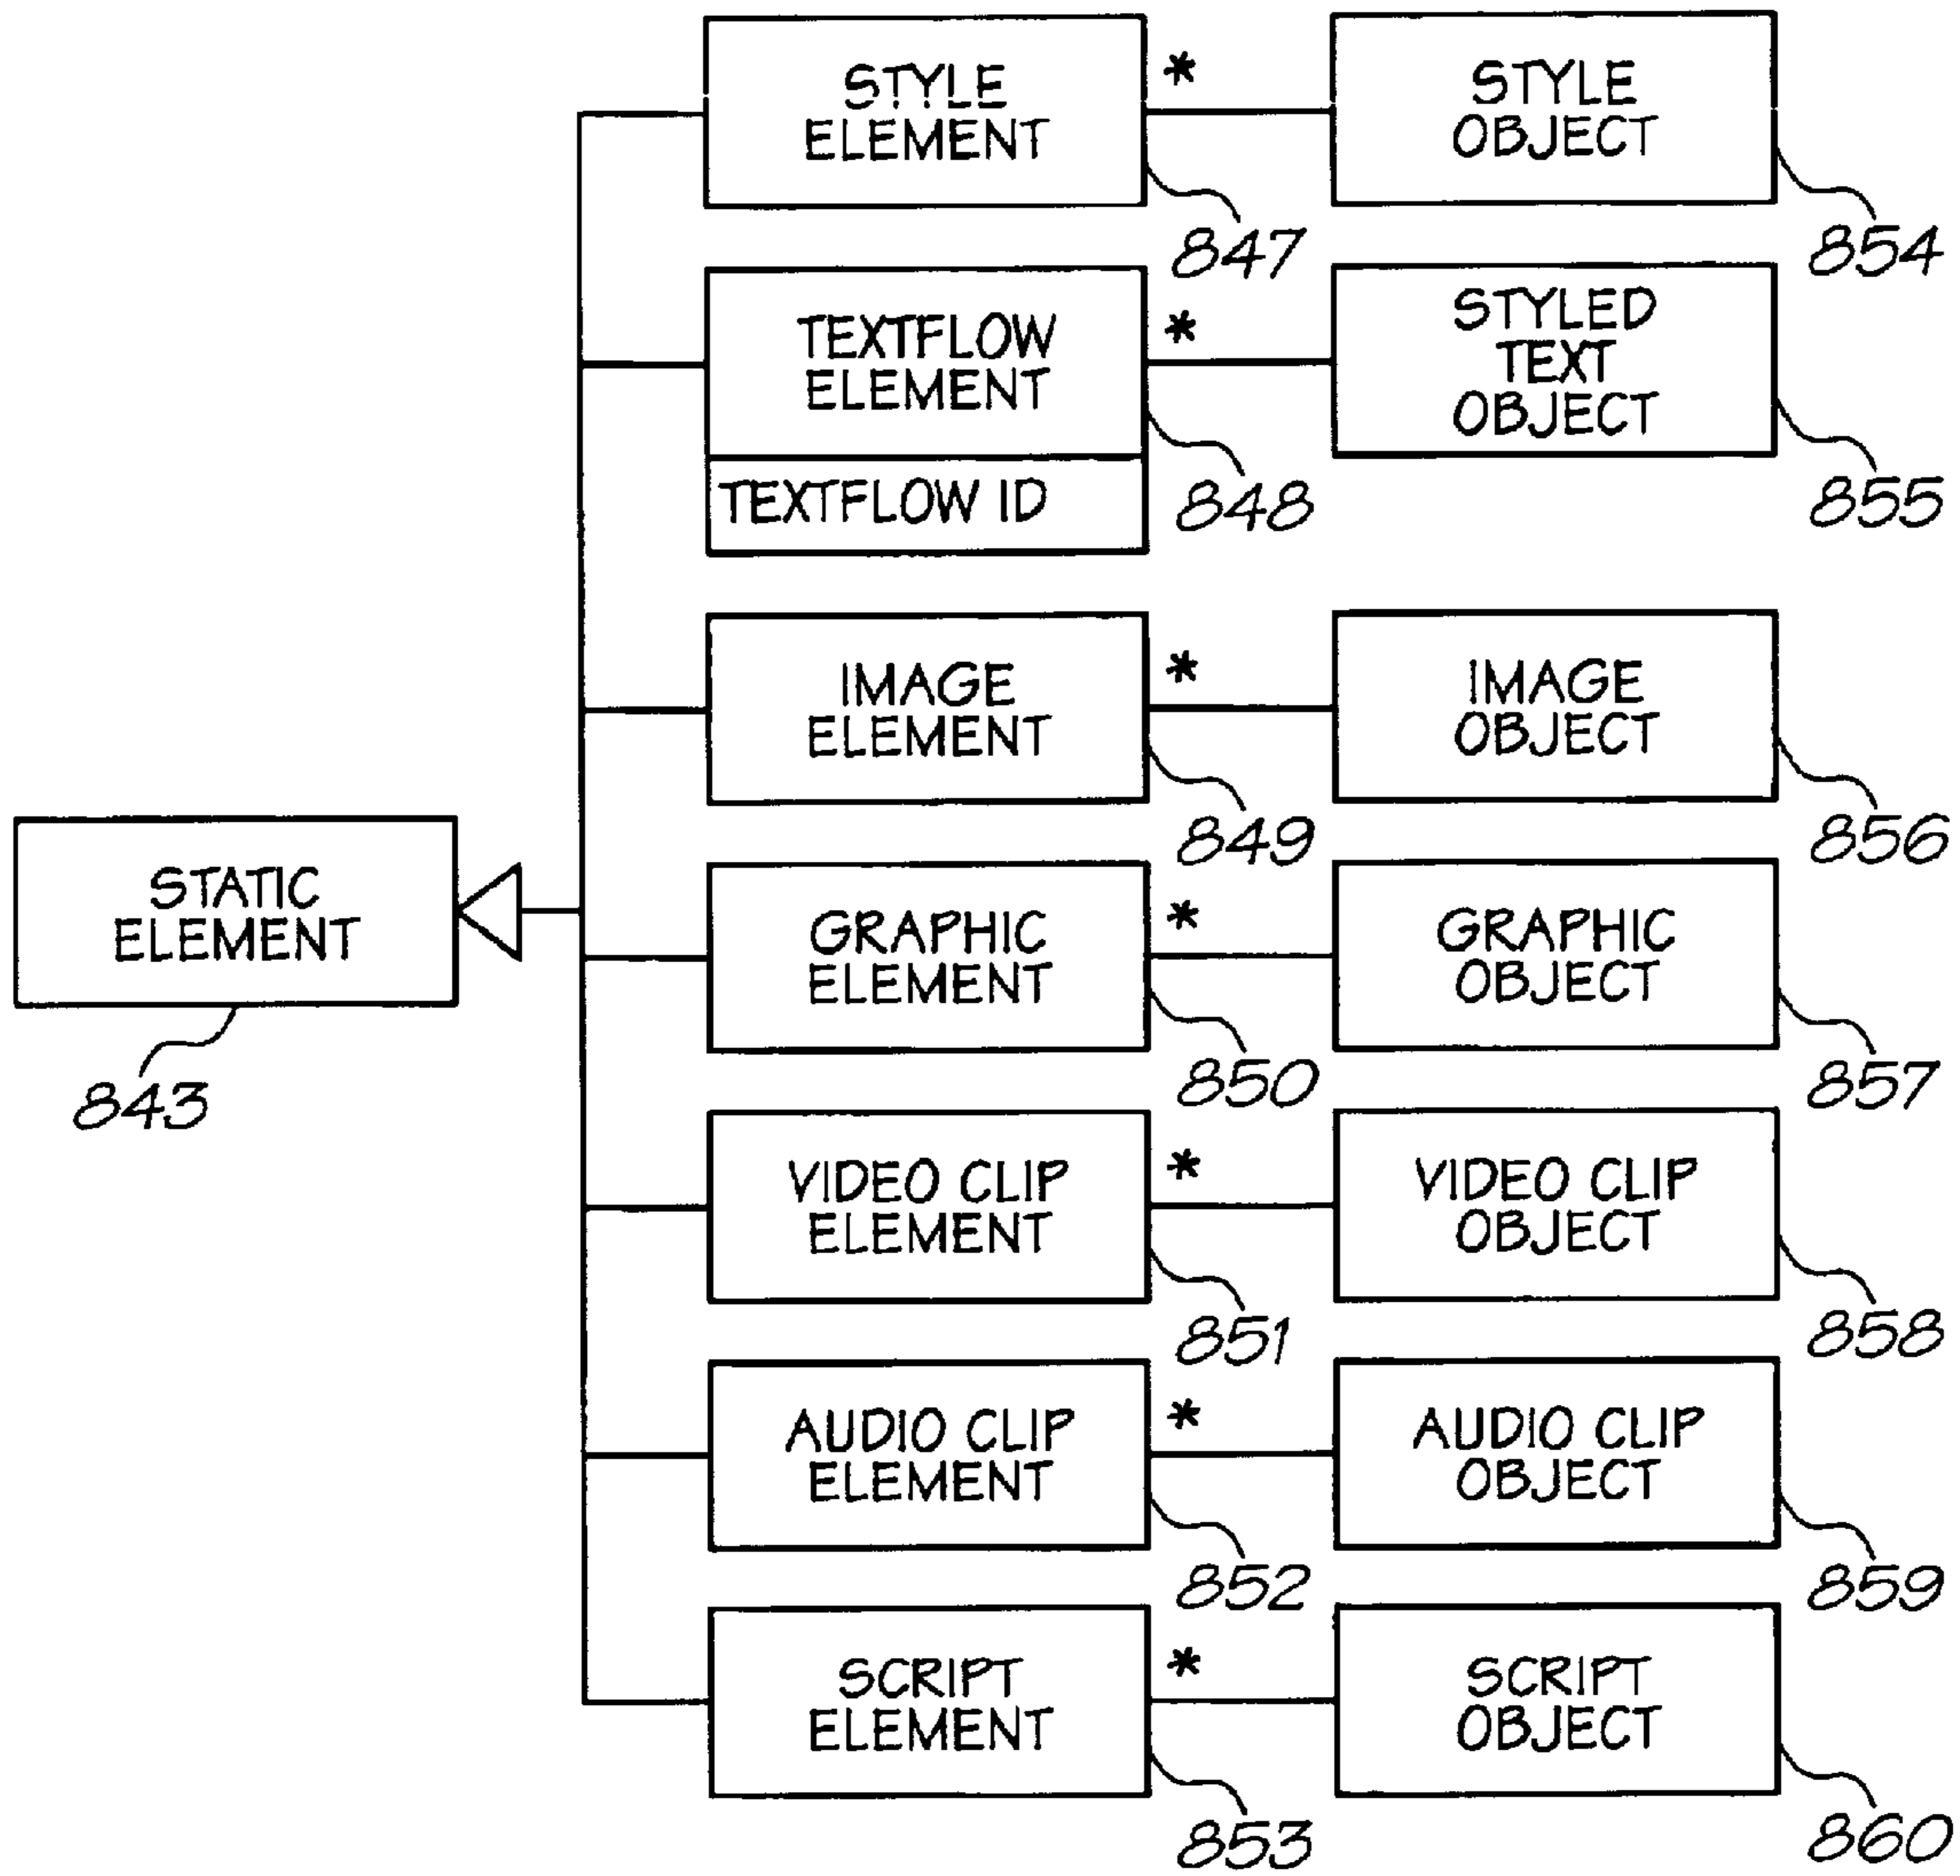 STYLE
ELEMENT
*
STYLE
OBJECT
847
854
TEXTFLOW
ELEMENT
TEXTFLOW ID
*
STYLED
TEXT
OBJECT
848
855
IMAGE
ELEMENT
*
IMAGE
OBJECT
849
856
STATIC
ELEMENT
843
GRAPHIC
ELEMENT
*
GRAPHIC
OBJECT
850
857
VIDEO CLIP
ELEMENT
*
VIDEO CLIP
OBJECT
851
858
AUDIO CLIP
ELEMENT
*
AUDIO CLIP
OBJECT
852
859
SCRIPT
ELEMENT
*
SCRIPT
OBJECT
853
860